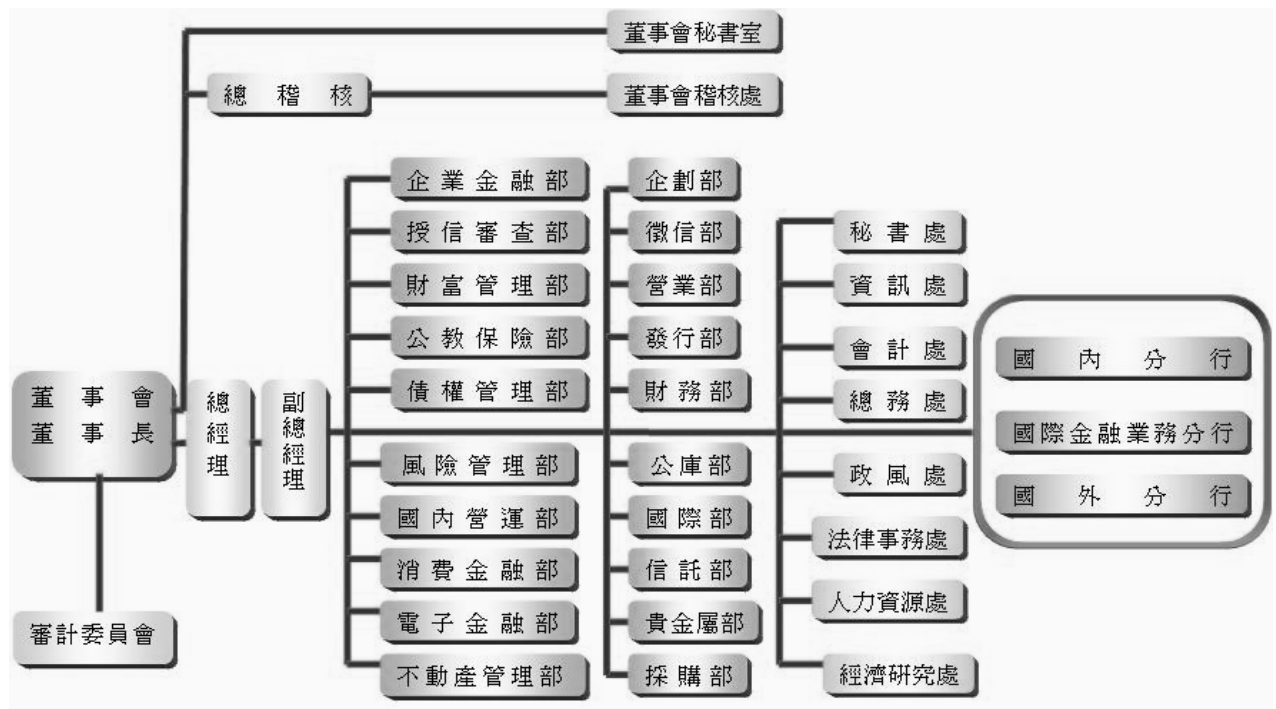 董事會秘書室
總稽核
董事會稽核處
董事會
董事長
總經理
副總經理
審計委員會
企業金融部
授信審查部
財富管理部
公教保險部
債權管理部
風險管理部
國內營運部
消費金融部
電子金融部
不動產管理部
企劃部
徵信部
營業部
發行部
財務部
公庫部
國際部
信託部
貴金屬部
採購部
秘書處
資訊處
會計處
總務處
政風處
法律事務處
人力資源處
經濟研究處
國內分行
國際金融業務分行
國外分行